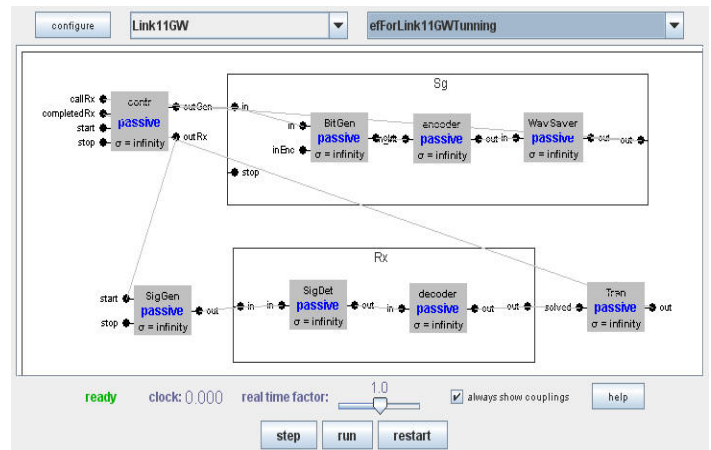 configure Link11GW efForLink11GWTunning
Sg
callRx contr outGen in
completedRx passive in BitGen encoder WavSaver
start outRx passive passive in passive out out
stop σ = infinity inEnc σ = infinity σ = infinity σ = infinity
stop
Rx
start SigGen SigDet decoder Tran
passive out in in passive out in passive out out solved passive out
stop σ = infinity σ = infinity σ = infinity σ = infinity
ready clock: 0.000 real time factor: 1.0 always show couplings help
step run restart